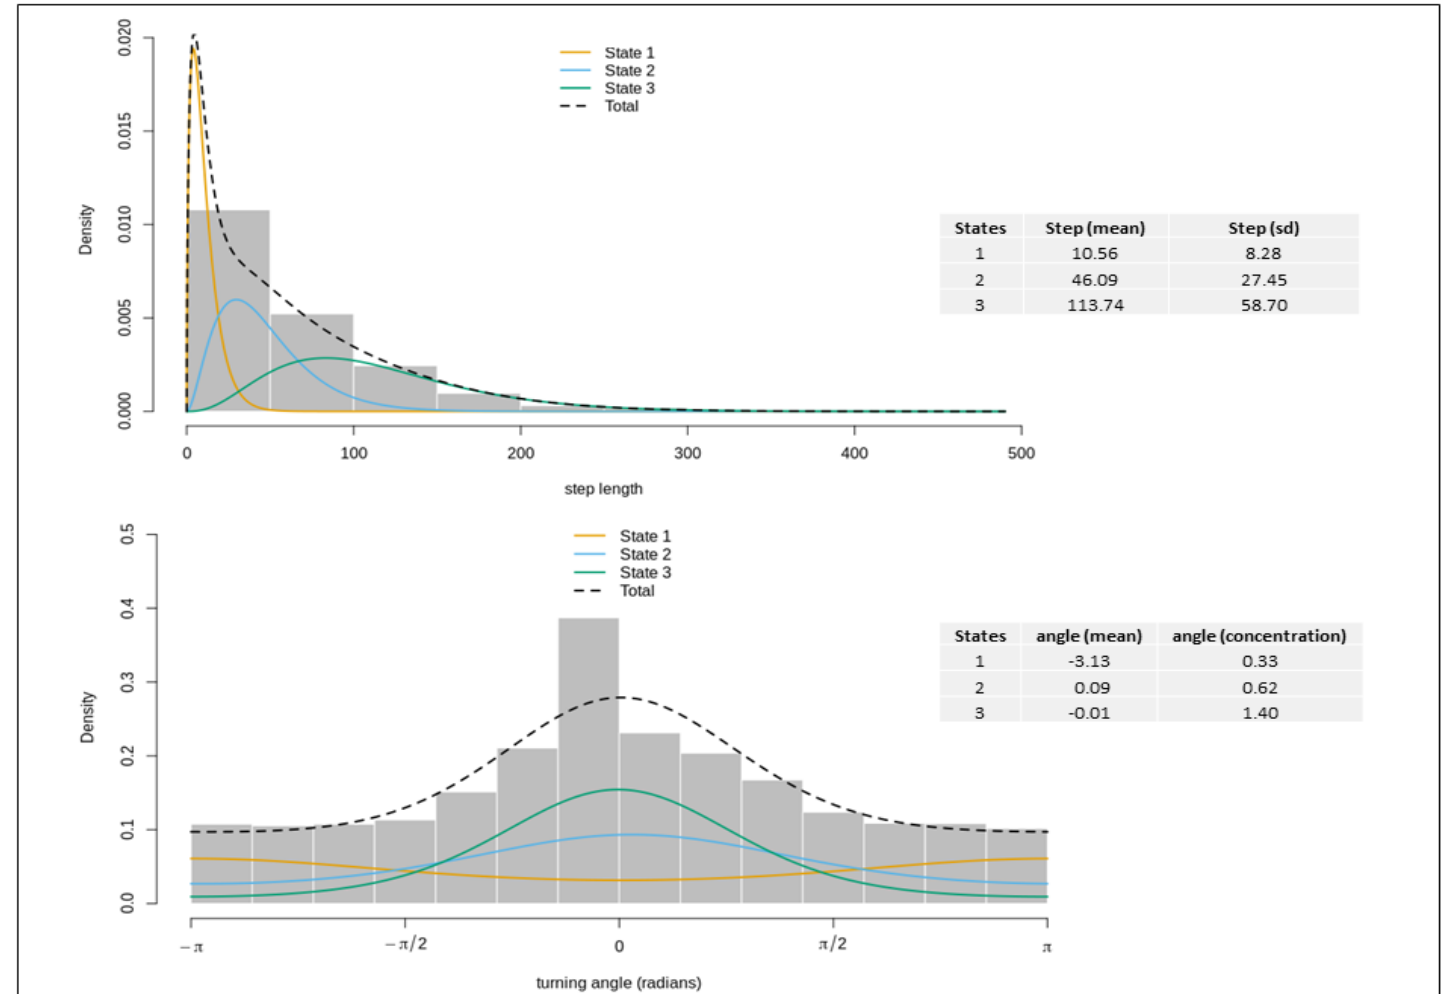 State 1
State 2
State 3
Total
Density
0.020
0.015
0.010
0.005
0.000
0 100 200 300 400 500
step length
States Step (mean) Step (sd)
1 10.56 8.28
2 46.09 27.45
3 113.74 58.70
State 1
State 2
State 3
Total
Density
0.5
0.4
0.3
0.2
0.1
0.0
−π −π/2 0 π/2 π
turning angle (radians)
States angle (mean) angle (concentration)
1 -3.13 0.33
2 0.09 0.62
3 -0.01 1.40